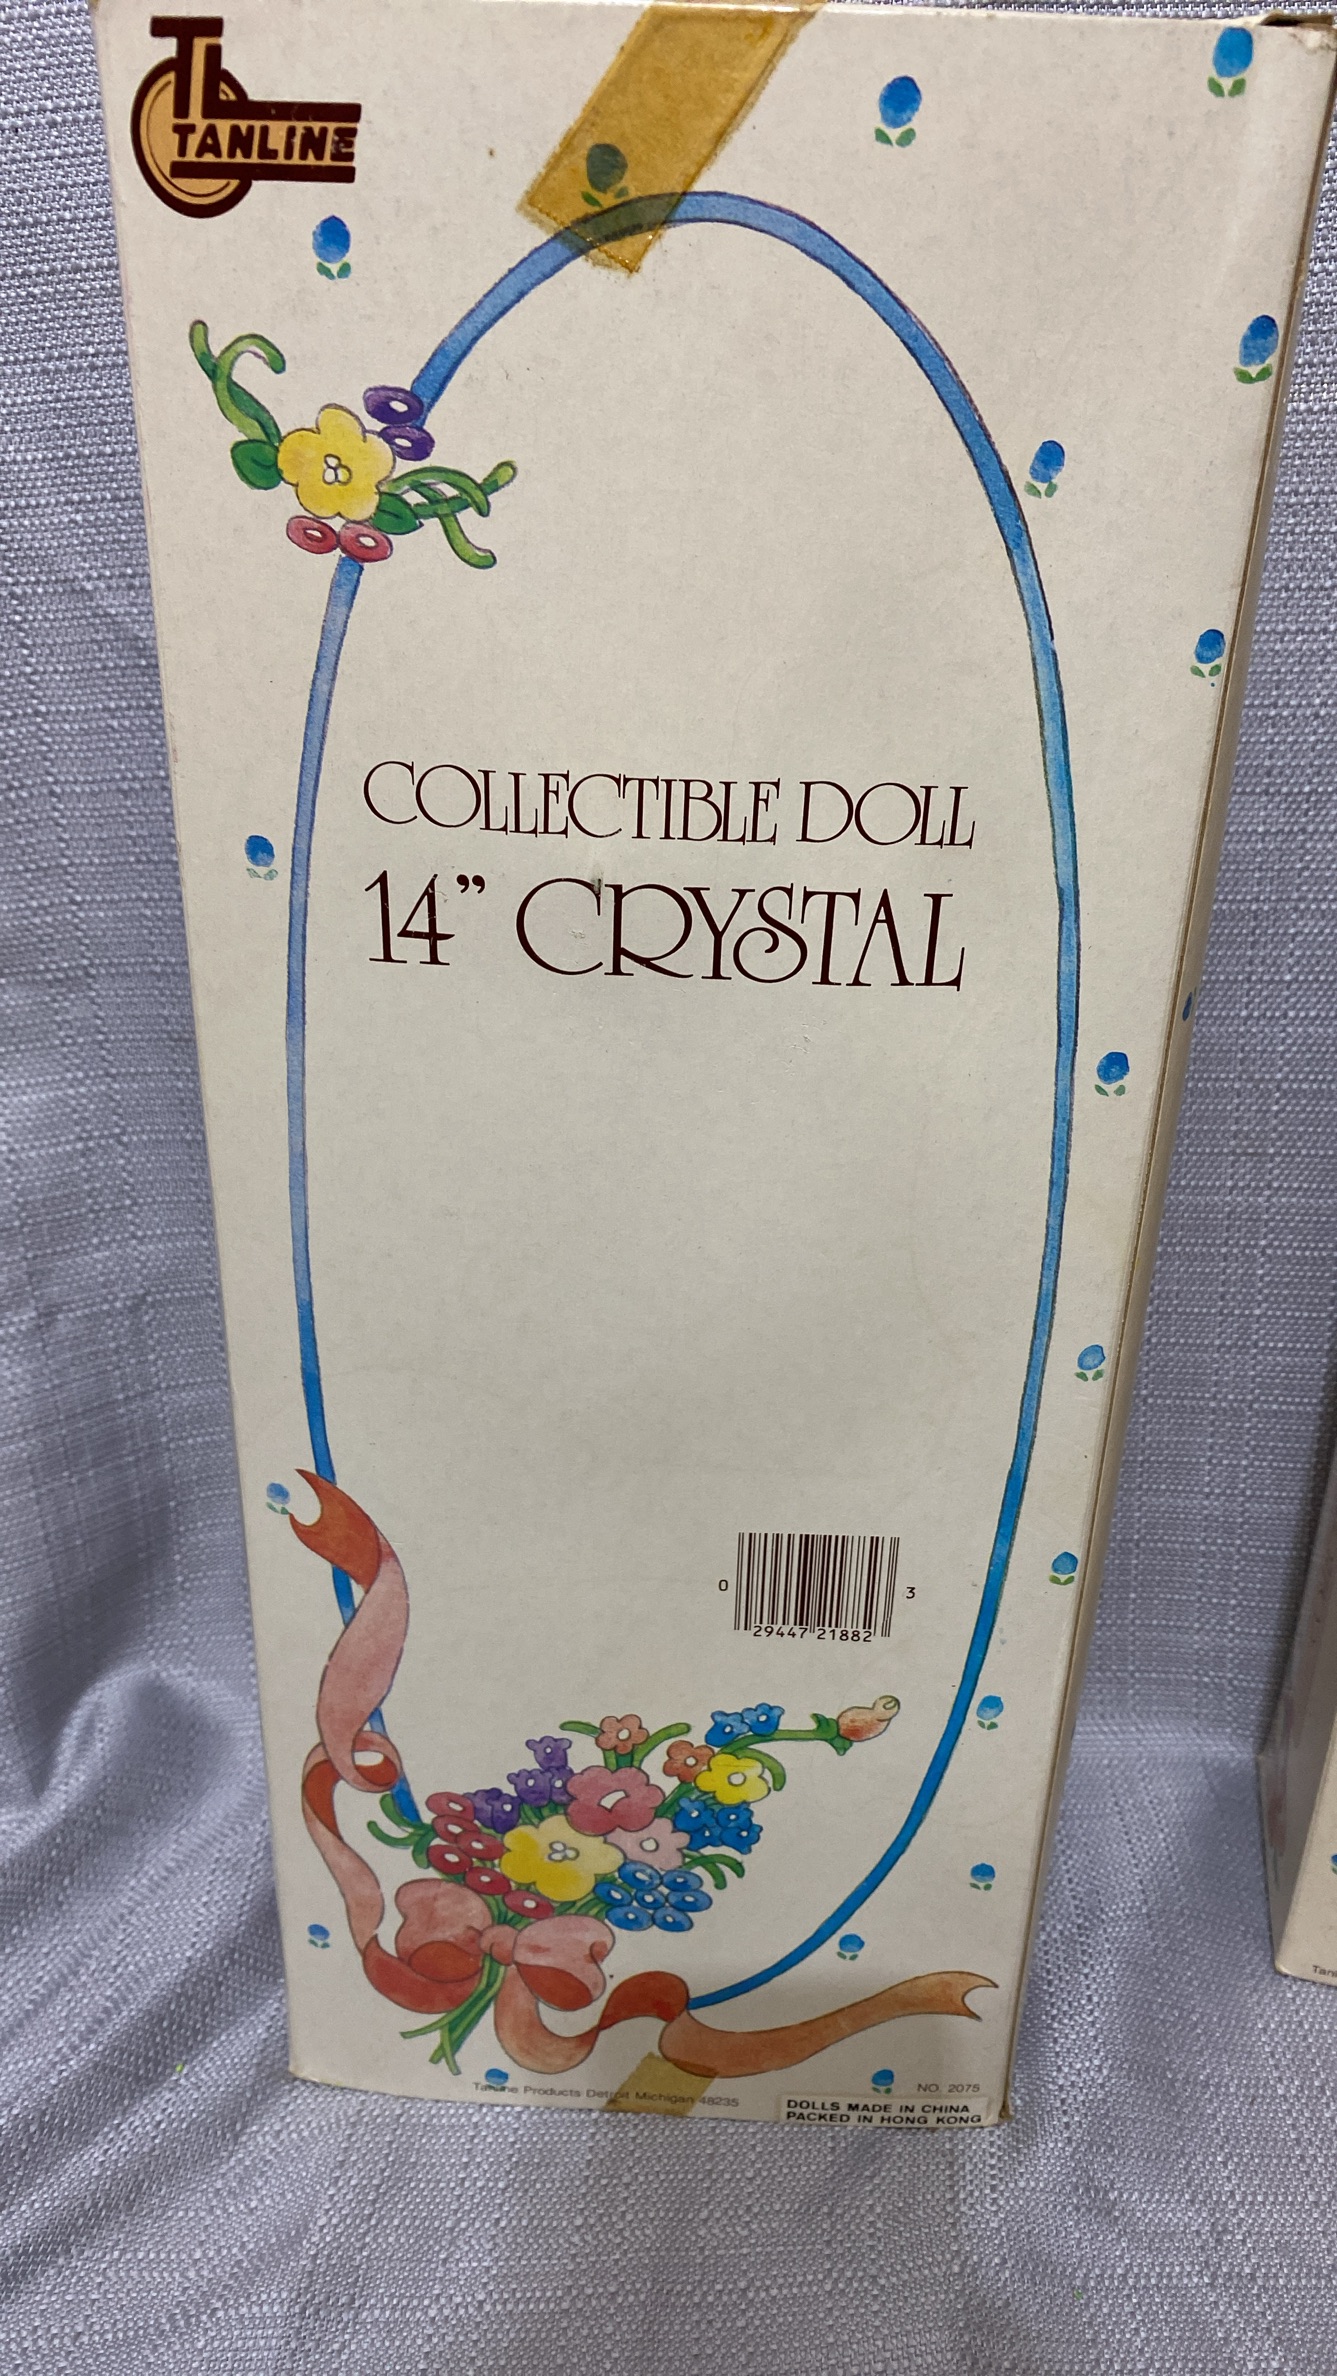 TL
TANLINE
COLLECTIBLE DOLL
14” CRYSTAL
0 29447 21882 3
Tanline Products Detroit Michigan 48235
NO. 2075
DOLLS MADE IN CHINA
PACKED IN HONG KONG